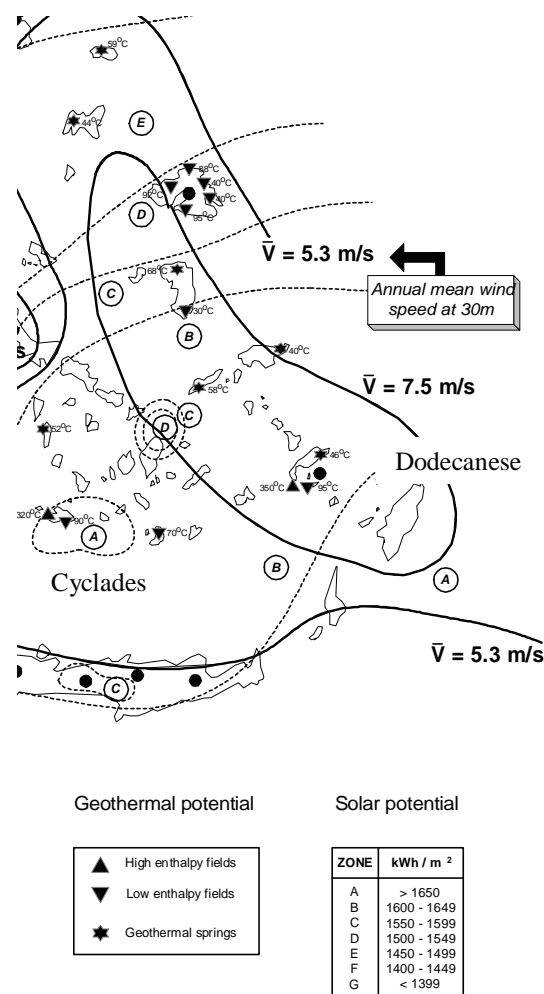 59°C
44°C
E
88°C
92°C
40°C
40°C
D
95°C
V̅ = 5.3 m/s
68°C
Annual mean wind
speed at 30m
C
30°C
B
40°C
s
58°C
V̅ = 7.5 m/s
C
52°C
D
46°C
Dodecanese
350°C
95°C
320°C
90°C
A
70°C
B
A
Cyclades
V̅ = 5.3 m/s
C
Geothermal potential
High enthalpy fields
Low enthalpy fields
Geothermal springs
Solar potential
ZONE kWh / m ²
A > 1650
B 1600 - 1649
C 1550 - 1599
D 1500 - 1549
E 1450 - 1499
F 1400 - 1449
G < 1399